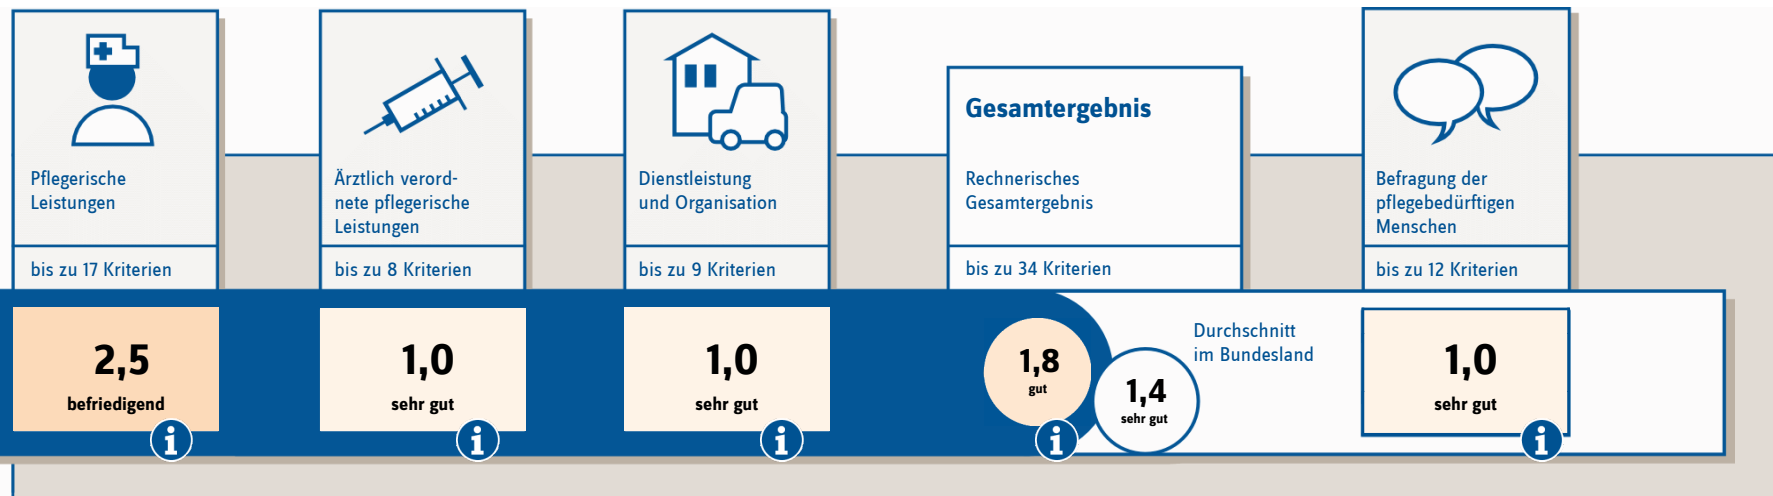 Pflegerische
Leistungen
bis zu 17 Kriterien
2,5
befriedigend
i
Ärztlich verord-
nete pflegerische
Leistungen
bis zu 8 Kriterien
1,0
sehr gut
i
Dienstleistung
und Organisation
bis zu 9 Kriterien
1,0
sehr gut
i
Gesamtergebnis
Rechnerisches
Gesamtergebnis
bis zu 34 Kriterien
1,8
gut
i
Durchschnitt
im Bundesland
1,4
sehr gut
Befragung der
pflegebedürftigen
Menschen
bis zu 12 Kriterien
1,0
sehr gut
i